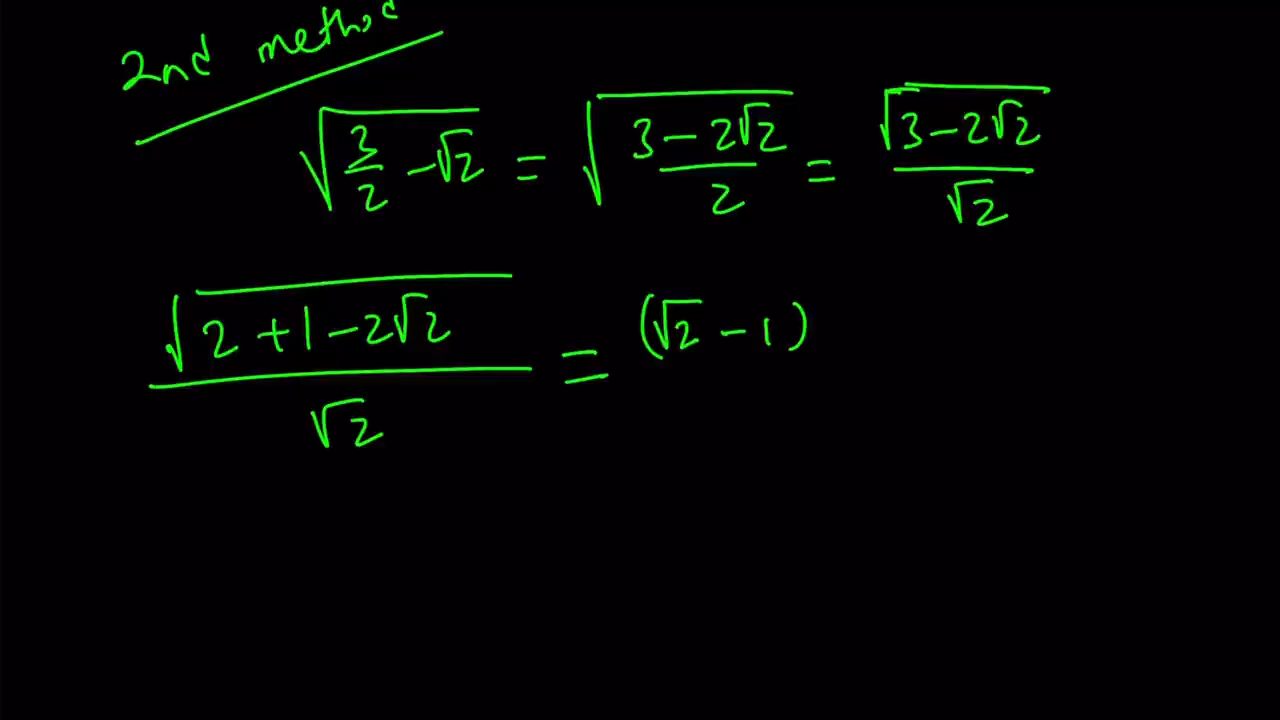 2nd method
√(3/2 - √2) = √((3 - 2√2)/2) = √(3 - 2√2)/√2
√(2 + 1 - 2√2)/√2 = (√2 - 1)